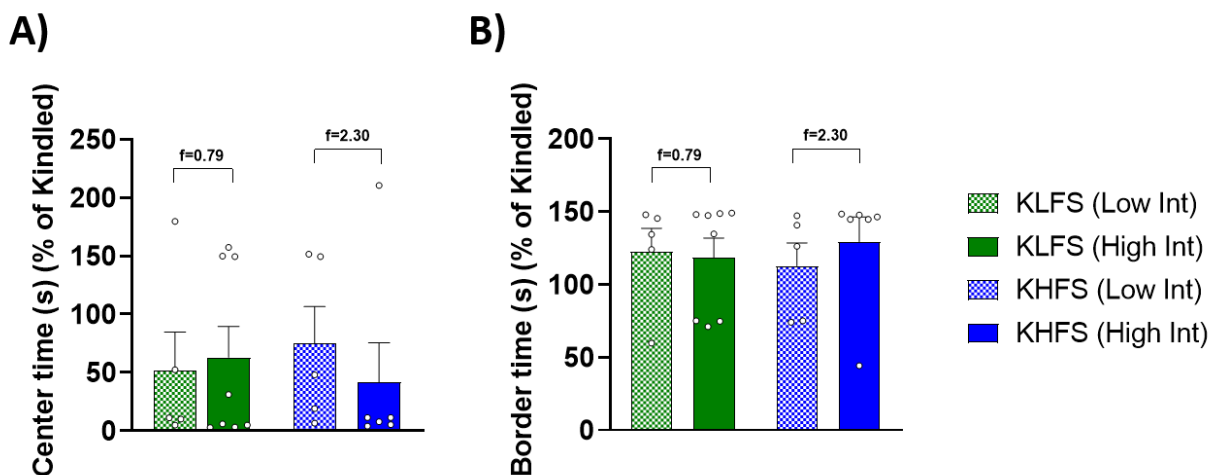 A)
Center time (s) (% of Kindled)
250
200
150
100
50
0
f=0.79
f=2.30
B)
Border time (s) (% of Kindled)
200
150
100
50
0
f=0.79
f=2.30
KLFS (Low Int)
KLFS (High Int)
KHFS (Low Int)
KHFS (High Int)